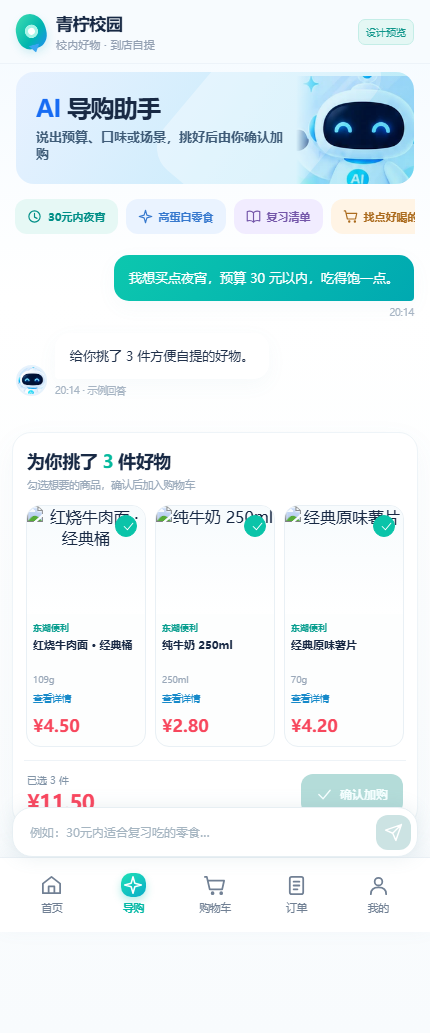 青柠校园
校内好物 · 到店自提
设计预览
AI 导购助手
说出预算、口味或场景，挑好后由你确认加
购
AI
30元内夜宵
高蛋白零食
复习清单
找点好喝的
我想买点夜宵，预算 30 元以内，吃得饱一点。
20:14
给你挑了 3 件方便自提的好物。
20:14 · 示例回答
为你挑了 3 件好物
勾选想要的商品，确认后加入购物车
红烧牛肉面 ·
经典桶
纯牛奶 250ml
经典原味薯片
东湖便利
红烧牛肉面 · 经典桶
109g
查看详情
¥4.50
东湖便利
纯牛奶 250ml
250ml
查看详情
¥2.80
东湖便利
经典原味薯片
70g
查看详情
¥4.20
已选 3 件
¥11.50
确认加购
例如：30元内适合复习吃的零食...
首页
导购
购物车
订单
我的